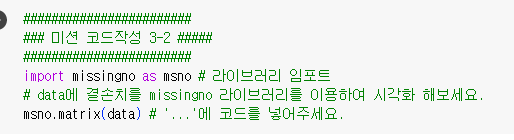 ########################
### 미션 코드작성 3-2 #####
########################
import missingno as msno # 라이브러리 임포트
# data에 결손치를 missingno 라이브러리를 이용하여 시각화 해보세요.
msno.matrix(data) # '...'에 코드를 넣어주세요.